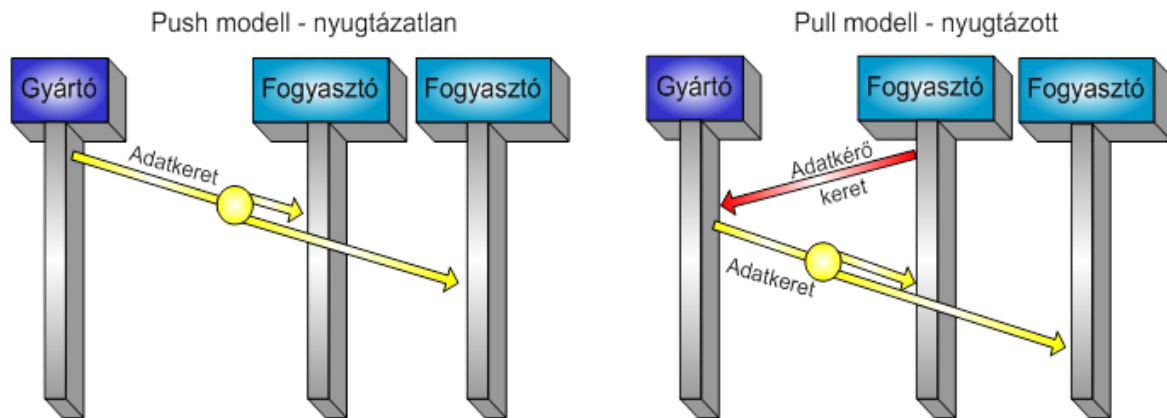 Push modell - nyugtázatlan
Gyártó
Fogyasztó
Fogyasztó
Adatkeret
Pull modell - nyugtázott
Gyártó
Fogyasztó
Fogyasztó
Adatkérő
keret
Adatkeret